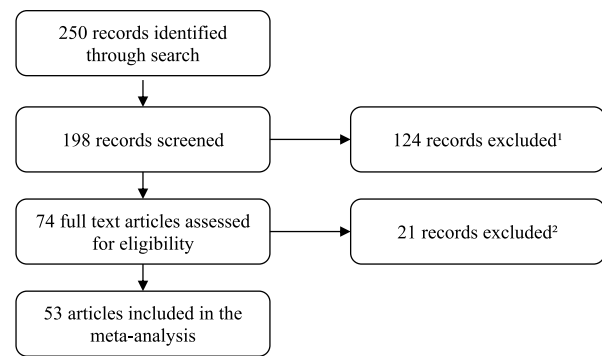 250 records identified
through search
198 records screened
124 records excluded¹
74 full text articles assessed
for eligibility
21 records excluded²
53 articles included in the
meta-analysis